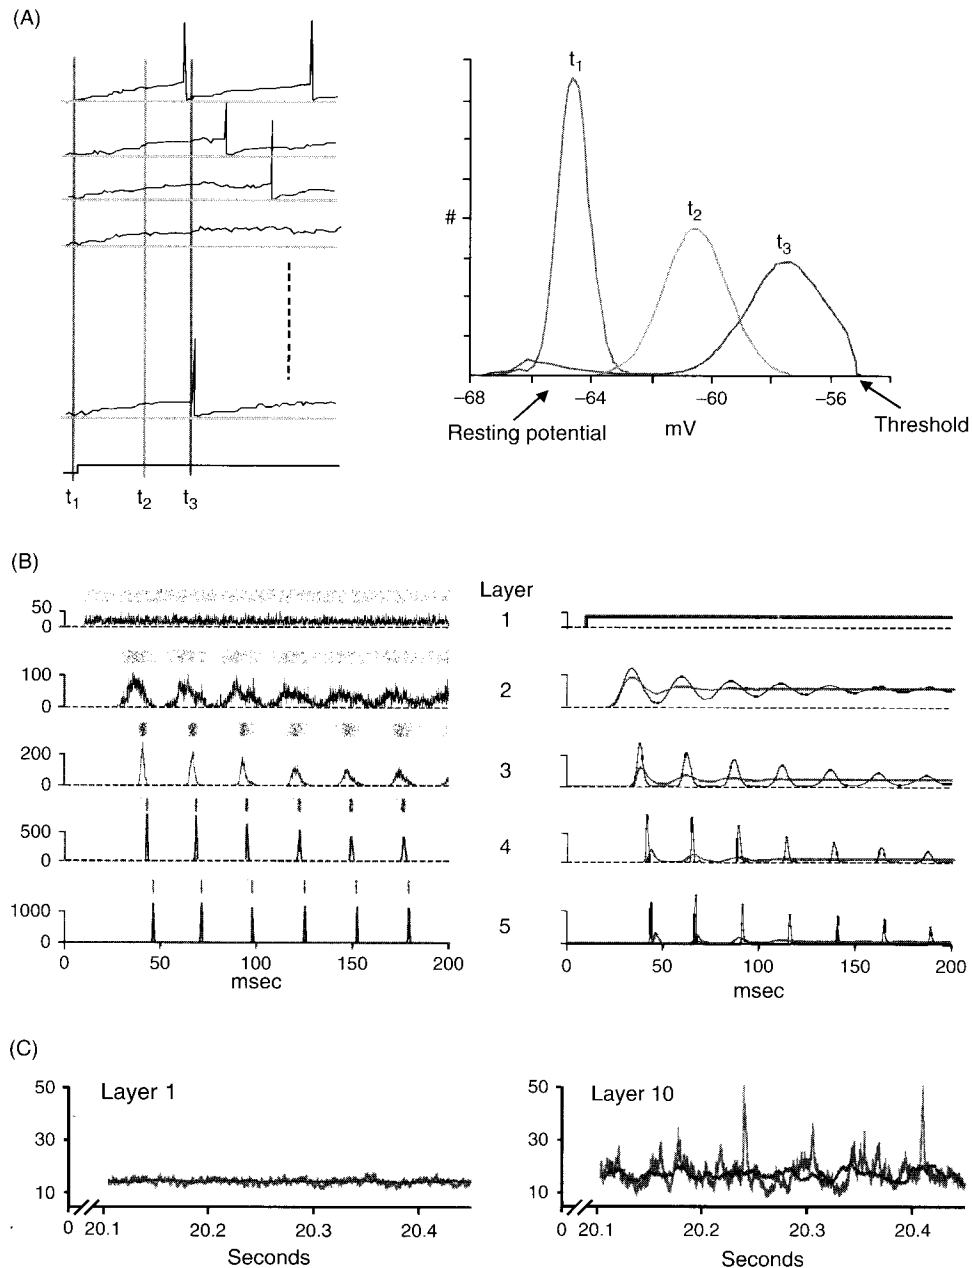 (A)
t1
t2
t3
#
t1
t2
t3
−68
−64
−60
−56
Resting potential
mV
Threshold
(B)
Layer
50
0
1
100
0
2
200
0
3
500
0
4
1000
0
5
0
50
100
150
200
msec
0
50
100
150
200
msec
(C)
50
30
10
Layer 1
0
20.1
20.2
20.3
20.4
Seconds
50
30
10
Layer 10
0
20.1
20.2
20.3
20.4
Seconds